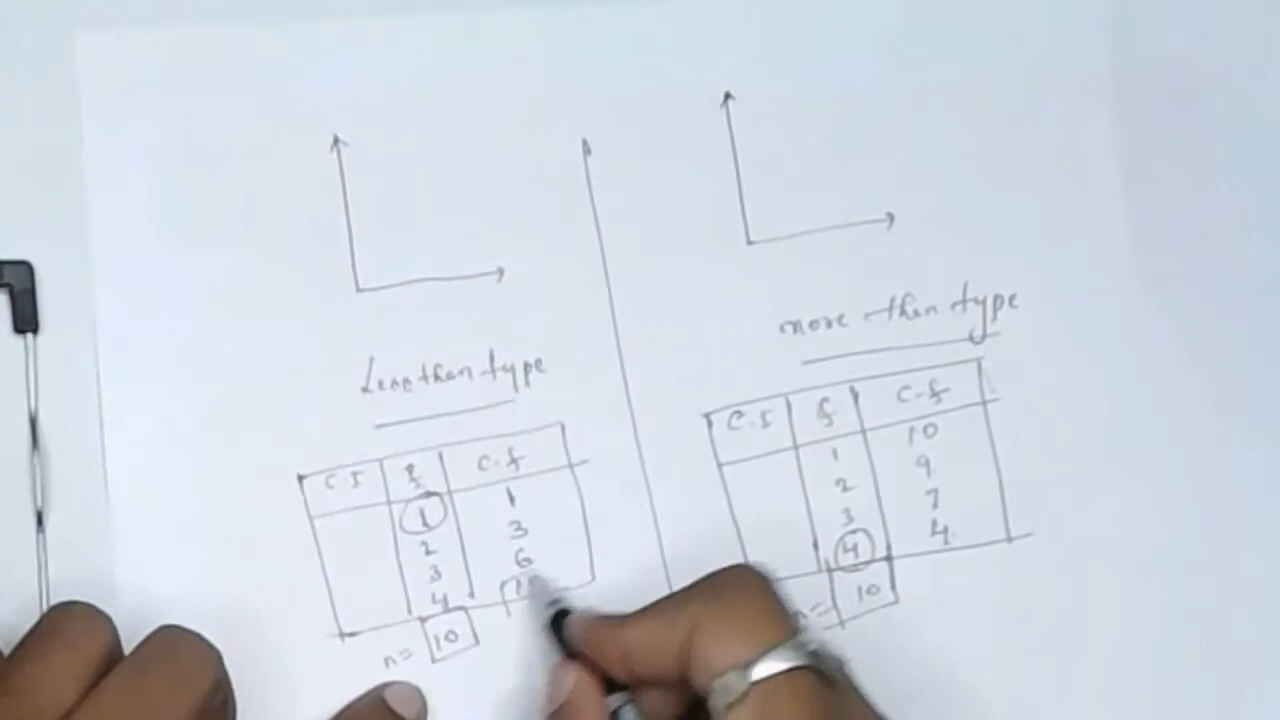 Less than type
C.I f C.f
1 1
2 3
3 6
4
n= 10
more than type
C.I f C.f
1 10
2 9
3 7
4 4
n= 10